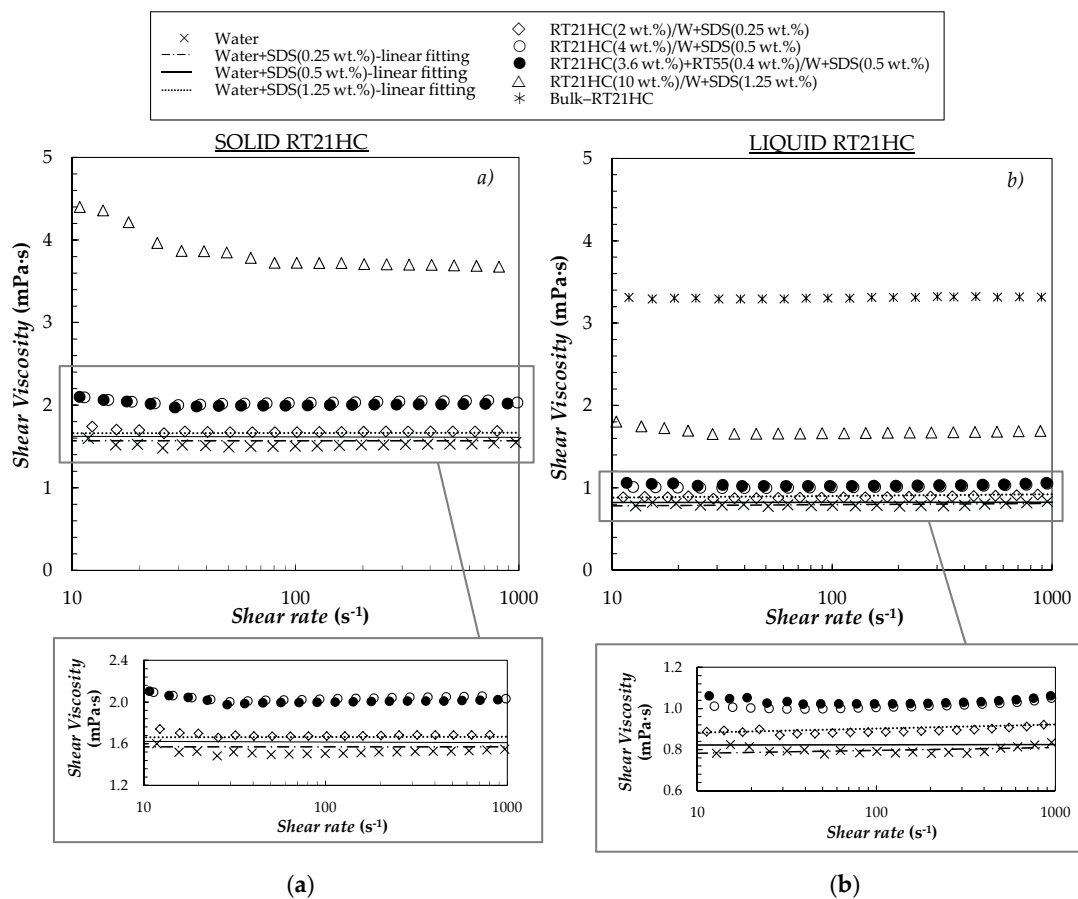 Water
Water+SDS(0.25 wt.%)-linear fitting
Water+SDS(0.5 wt.%)-linear fitting
Water+SDS(1.25 wt.%)-linear fitting
RT21HC(2 wt.%)/W+SDS(0.25%)
RT21HC(4 wt.%)/W+SDS(0.5%)
RT21HC(3.6 wt.%)+RT55(0.4 wt.%)/W+SDS(0.5%)
RT21HC(10 wt.%)/W+SDS(1.25%)
Bulk–RT21HC
SOLID RT21HC
a)
Shear Viscosity (mPa·s)
5
4
3
2
1
0
10
100
1000
Shear rate (s⁻¹)
LIQUID RT21HC
b)
Shear Viscosity (mPa·s)
5
4
3
2
1
0
10
100
1000
Shear rate (s⁻¹)
Shear Viscosity
(mPa·s)
2.4
2.0
1.6
1.2
10
100
1000
Shear rate (s⁻¹)
Shear Viscosity
(mPa·s)
1.2
1.0
0.8
0.6
10
100
1000
Shear rate (s⁻¹)
(a)
(b)